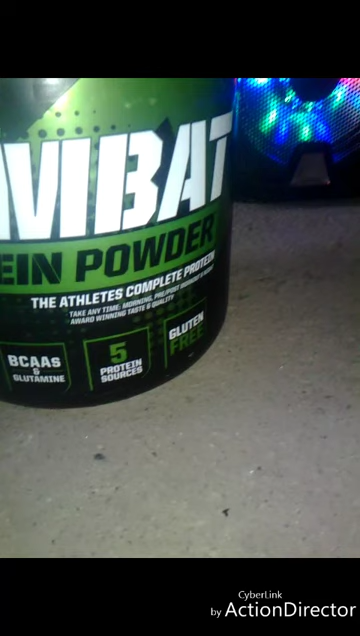 MBAT
EIN POWDER
THE ATHLETES COMPLETE PROTEIN
TAKE ANY TIME: MORNING, PRE/POST WORKOUT & NIGHT
AWARD WINNING TASTE & QUALITY
BCAAs
&
GLUTAMINE
5
PROTEIN
SOURCES
GLUTEN
FREE
CyberLink
by ActionDirector